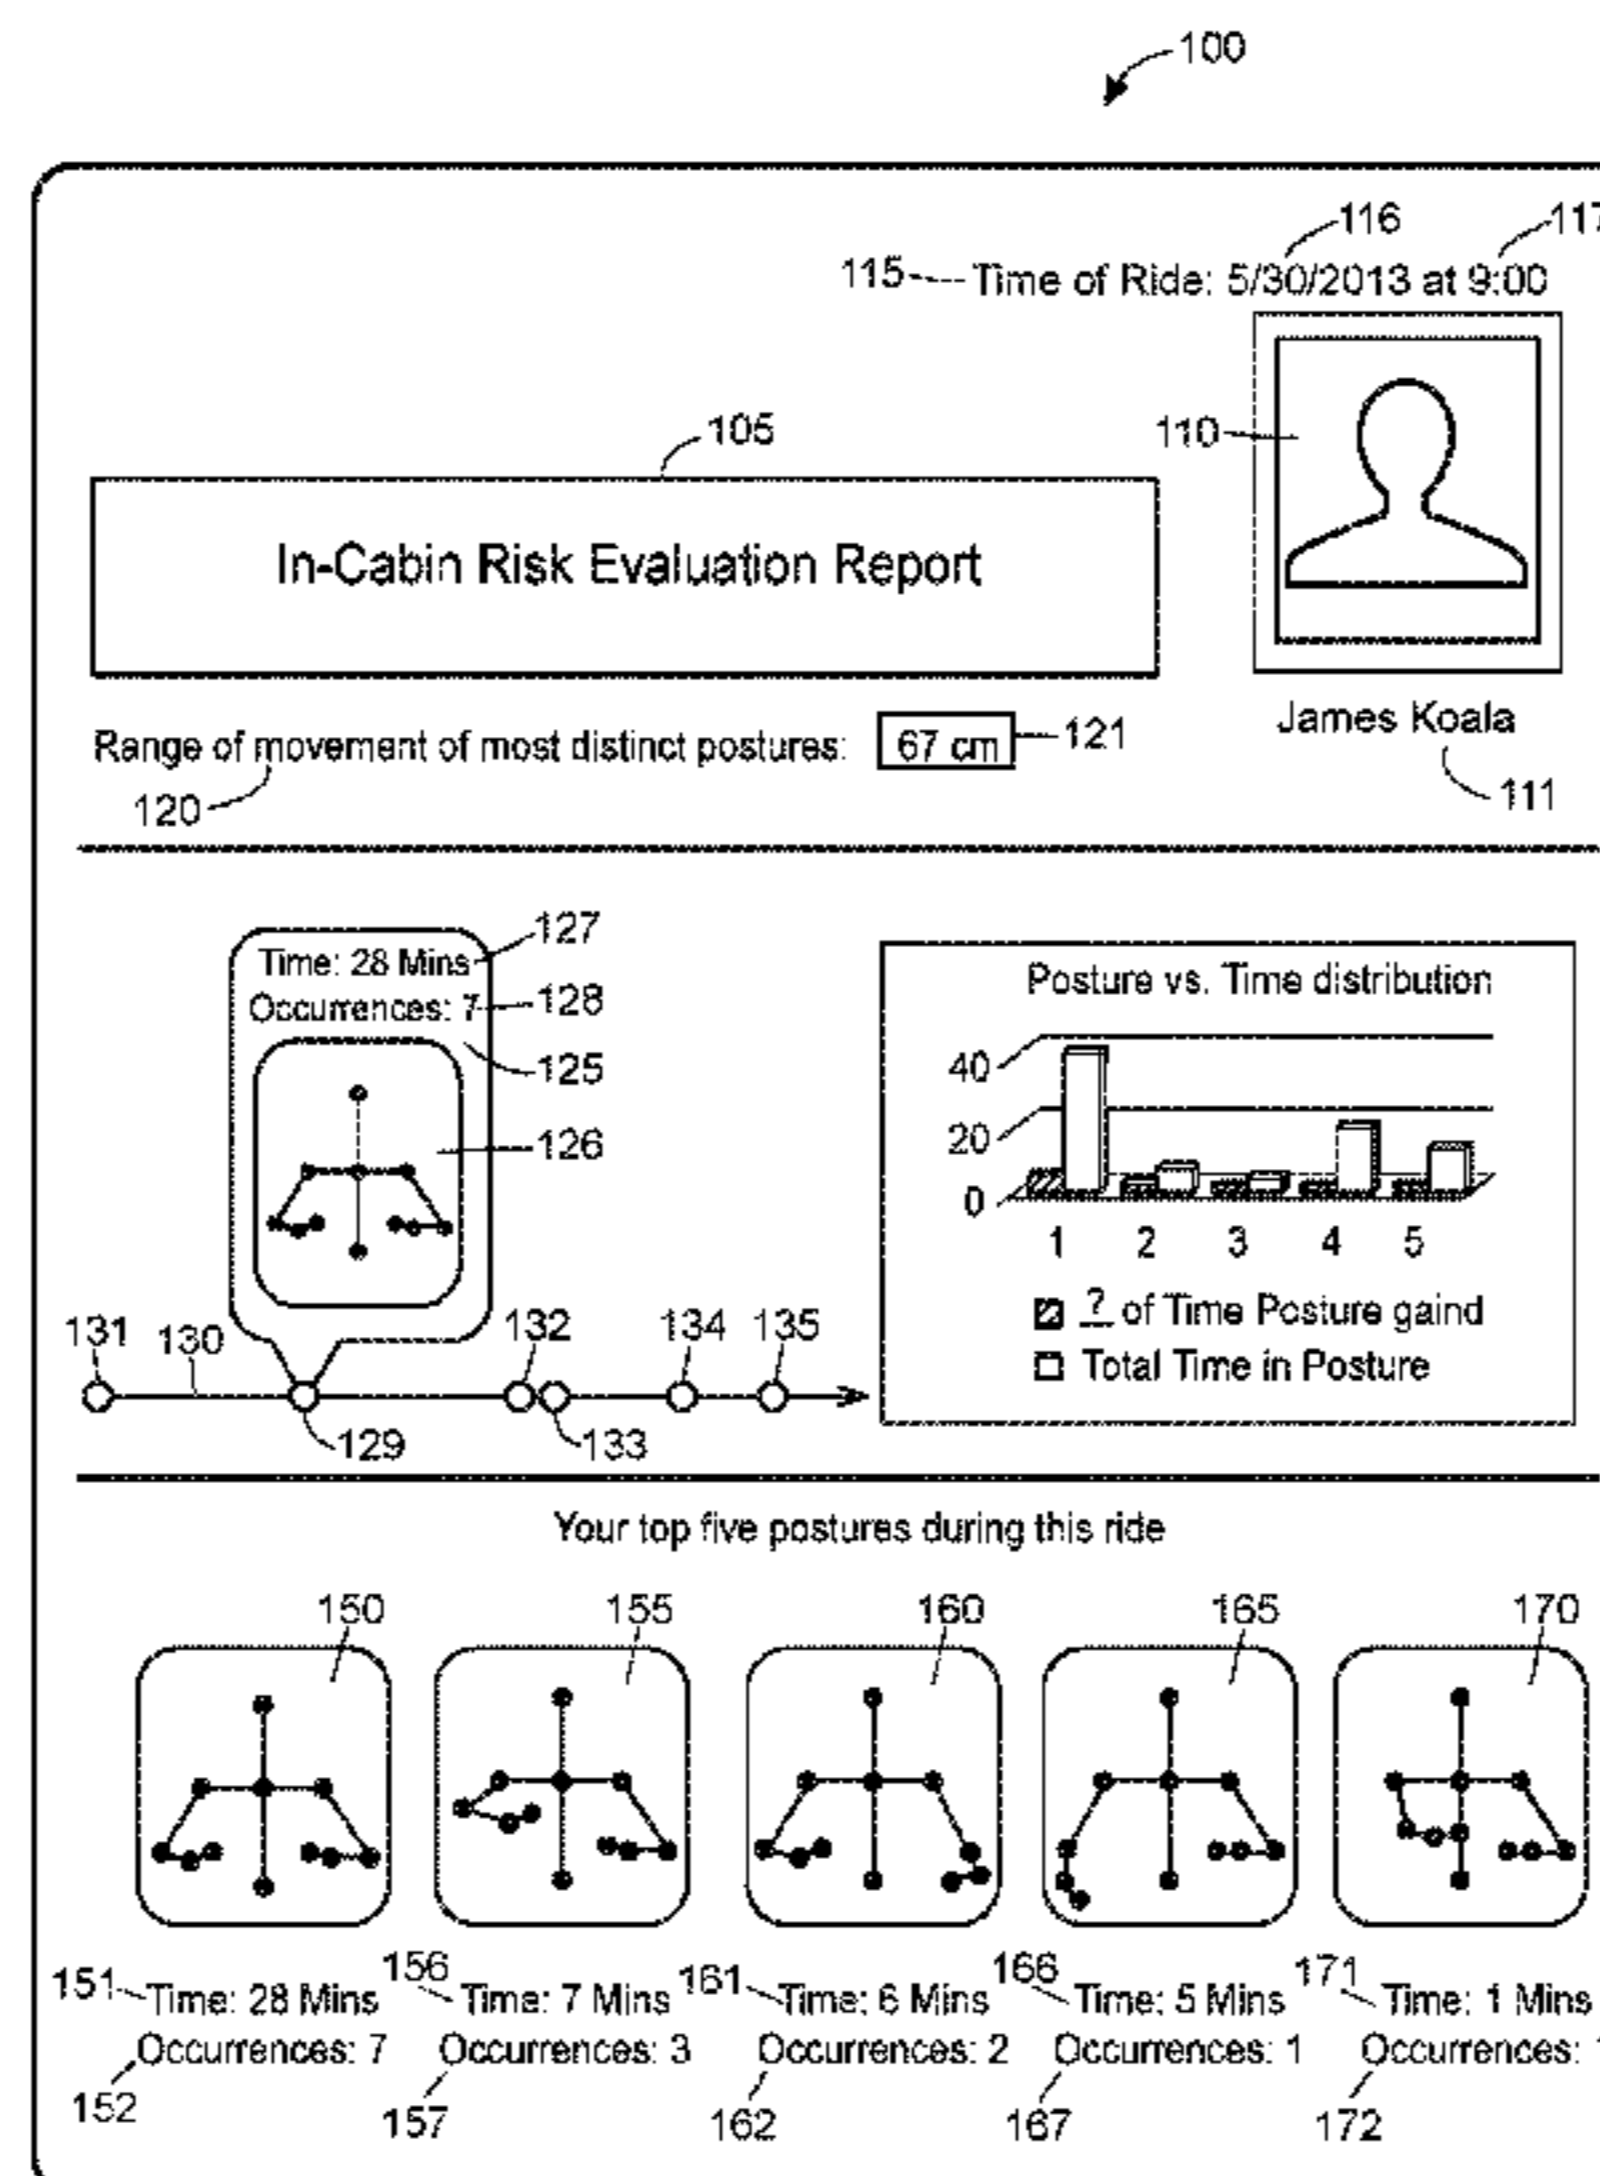 100
116
117
115 Time of Ride: 5/30/2013 at 9:00
110
105
In-Cabin Risk Evaluation Report
James Koala
111
Range of movement of most distinct postures: 67 cm 121
120
Time: 28 Mins 127
Occurrences: 7 128
125
126
131 130 132 134 135
129 133
Posture vs. Time distribution
40
20
0
1 2 3 4 5
? of Time Posture gaind
Total Time in Posture
Your top five postures during this ride
150 155 160 165 170
151 Time: 28 Mins 156 Time: 7 Mins 161 Time: 6 Mins 166 Time: 5 Mins 171 Time: 1 Mins
Occurrences: 7 Occurrences: 3 Occurrences: 2 Occurrences: 1 Occurrences:
152 157 162 167 172